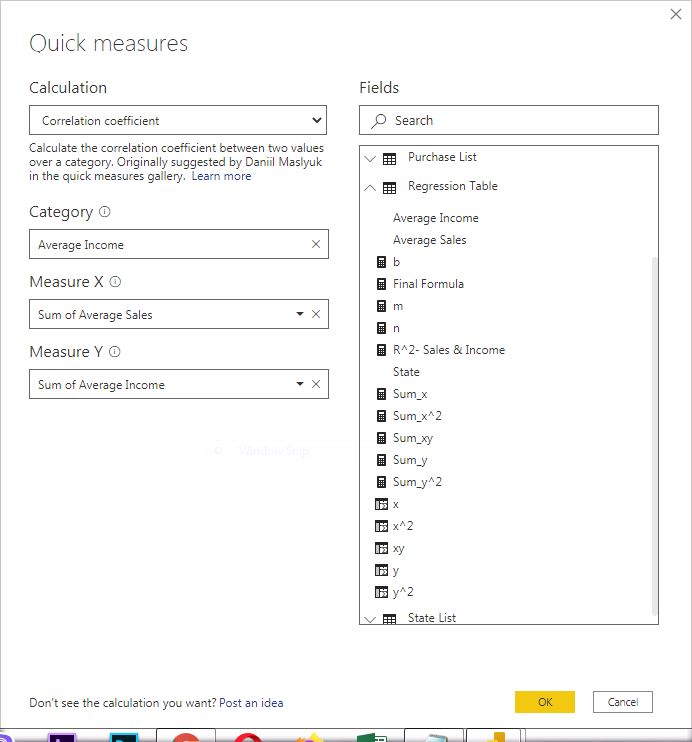 Quick measures
Calculation
Correlation coefficient
Calculate the correlation coefficient between two values
over a category. Originally suggested by Daniil Maslyuk
in the quick measures gallery. Learn more
Category
Average Income
Measure X
Sum of Average Sales
Measure Y
Sum of Average Income
Window Snip
Fields
Search
Purchase List
Regression Table
Average Income
Average Sales
b
Final Formula
m
n
R^2- Sales & Income
State
Sum_x
Sum_x^2
Sum_xy
Sum_y
Sum_y^2
x
x^2
xy
y
y^2
State List
Don't see the calculation you want? Post an idea
OK
Cancel